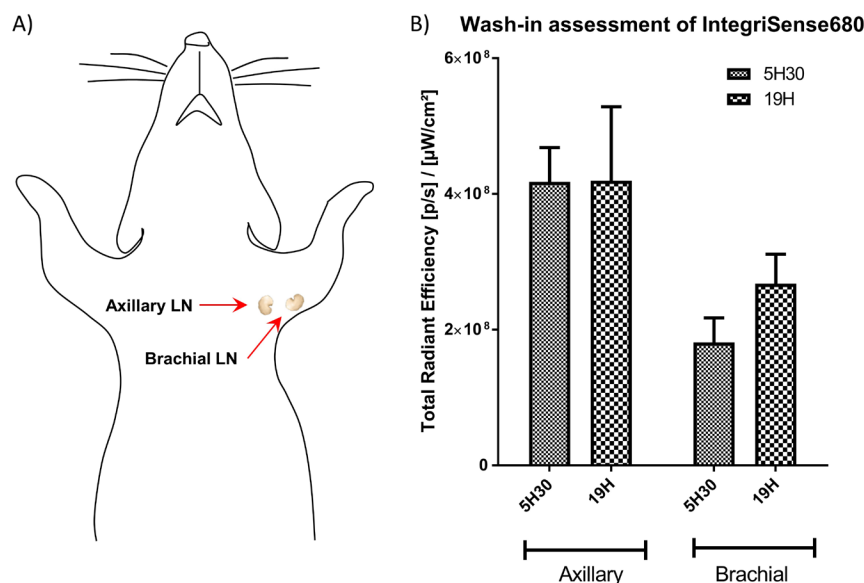 A)
Axillary LN
Brachial LN
B)
Wash-in assessment of IntegriSense680
Total Radiant Efficiency [p/s] / [µW/cm²]
6×10⁸
4×10⁸
2×10⁸
0
5H30
19H
5H30
19H
5H30
19H
Axillary
Brachial